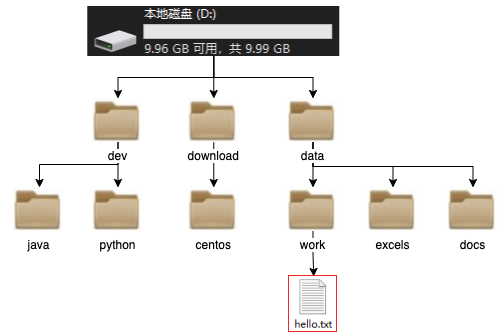 本地磁盘 (D:)
9.96 GB 可用，共 9.99 GB
dev
download
data
java
python
centos
work
excels
docs
hello.txt